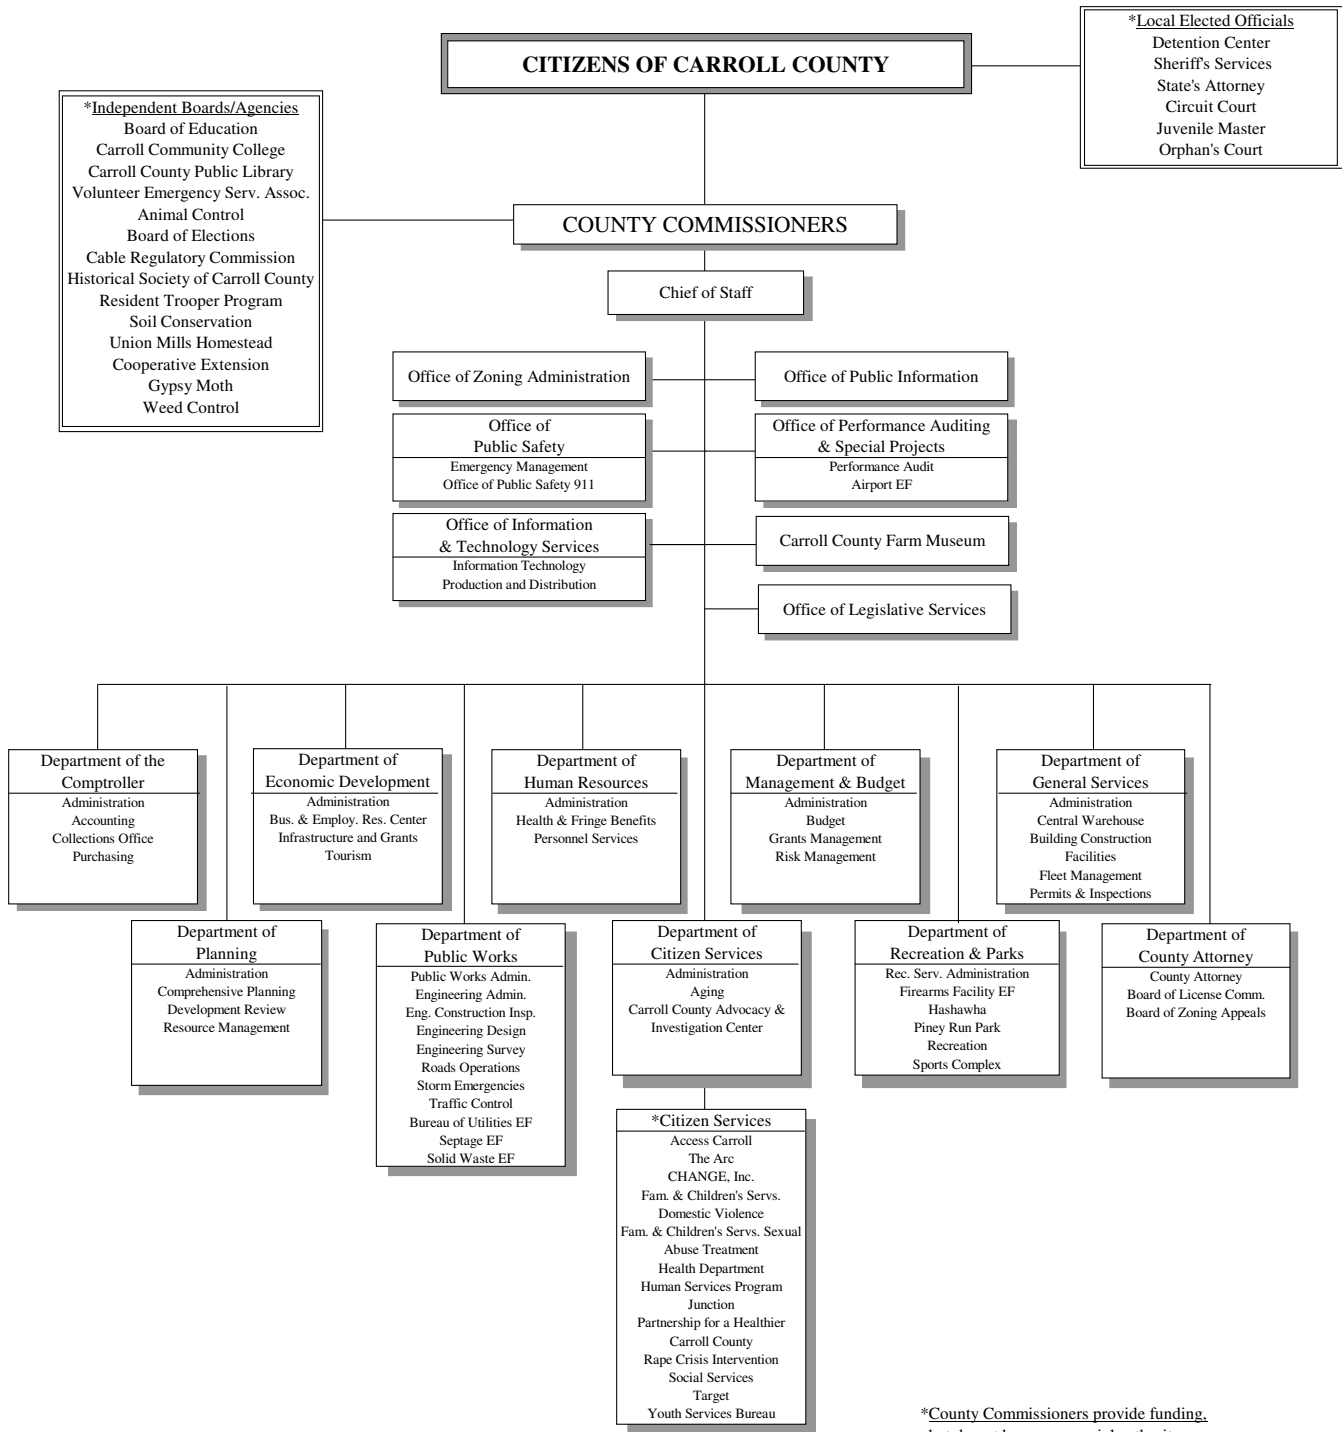 *Local Elected Officials
Detention Center
Sheriff's Services
State's Attorney
Circuit Court
Juvenile Master
Orphan's Court
CITIZENS OF CARROLL COUNTY
*Independent Boards/Agencies
Board of Education
Carroll Community College
Carroll County Public Library
Volunteer Emergency Serv. Assoc.
Animal Control
Board of Elections
Cable Regulatory Commission
Historical Society of Carroll County
Resident Trooper Program
Soil Conservation
Union Mills Homestead
Cooperative Extension
Gypsy Moth
Weed Control
COUNTY COMMISSIONERS
Chief of Staff
Office of Zoning Administration
Office of Public Information
Office of
Public Safety
Emergency Management
Office of Public Safety 911
Office of Performance Auditing
& Special Projects
Performance Audit
Airport EF
Office of Information
& Technology Services
Information Technology
Production and Distribution
Carroll County Farm Museum
Office of Legislative Services
Department of the
Comptroller
Administration
Accounting
Collections Office
Purchasing
Department of
Economic Development
Administration
Bus. & Employ. Res. Center
Infrastructure and Grants
Tourism
Department of
Human Resources
Administration
Health & Fringe Benefits
Personnel Services
Department of
Management & Budget
Administration
Budget
Grants Management
Risk Management
Department of
General Services
Administration
Central Warehouse
Building Construction
Facilities
Fleet Management
Permits & Inspections
Department of
Planning
Administration
Comprehensive Planning
Development Review
Resource Management
Department of
Public Works
Public Works Admin.
Engineering Admin.
Eng. Construction Insp.
Engineering Design
Engineering Survey
Roads Operations
Storm Emergencies
Traffic Control
Bureau of Utilities EF
Septage EF
Solid Waste EF
Department of
Citizen Services
Administration
Aging
Carroll County Advocacy &
Investigation Center
Department of
Recreation & Parks
Rec. Serv. Administration
Firearms Facility EF
Hashawha
Piney Run Park
Recreation
Sports Complex
Department of
County Attorney
County Attorney
Board of License Comm.
Board of Zoning Appeals
*Citizen Services
Access Carroll
The Arc
CHANGE, Inc.
Fam. & Children's Servs.
Domestic Violence
Fam. & Children's Servs. Sexual
Abuse Treatment
Health Department
Human Services Program
Junction
Partnership for a Healthier
Carroll County
Rape Crisis Intervention
Social Services
Target
Youth Services Bureau
*County Commissioners provide funding,